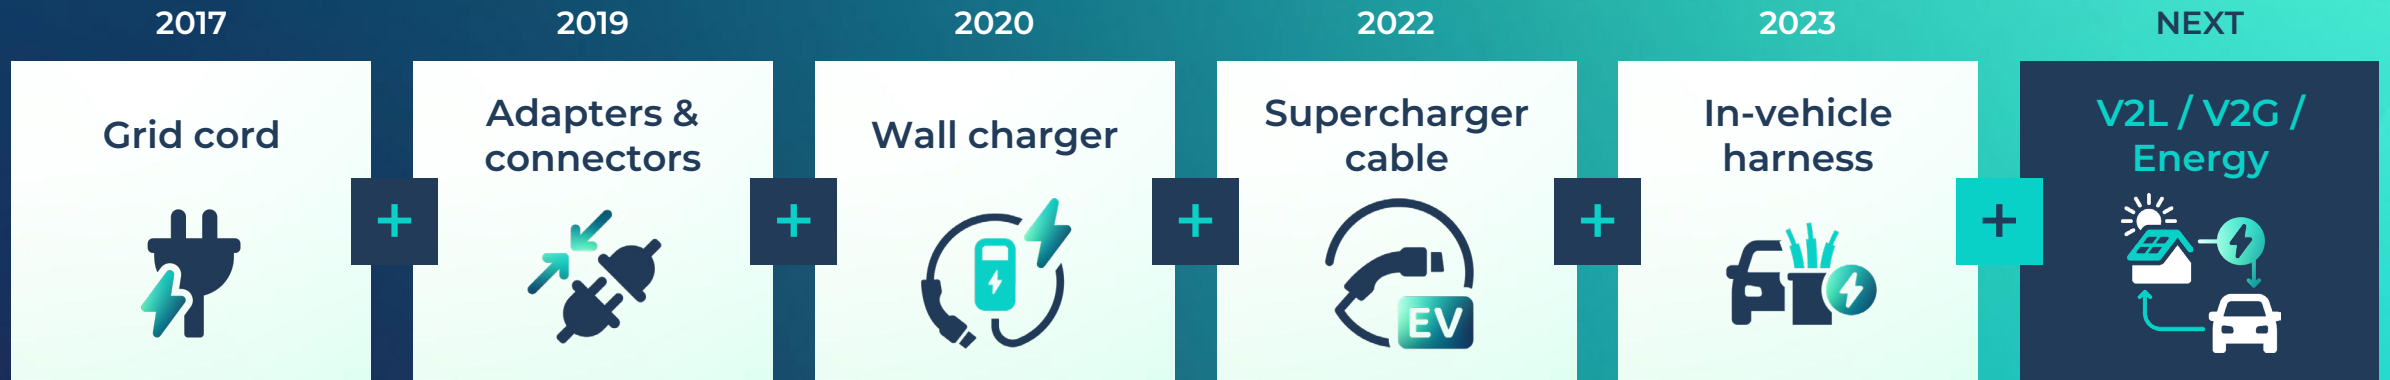 2017
Grid cord
+
2019
Adapters &
connectors
+
2020
Wall charger
+
2022
Supercharger
cable
EV
+
2023
In-vehicle
harness
+
NEXT
V2L / V2G /
Energy